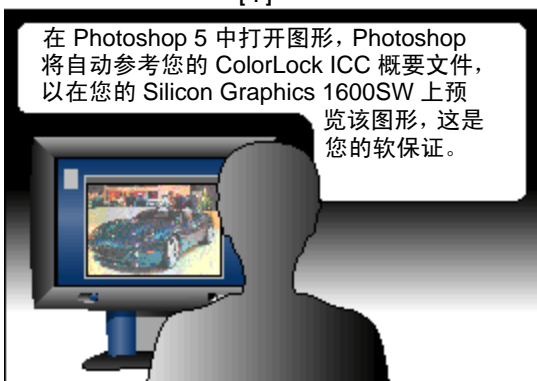 在 Photoshop 5 中打开图形，Photoshop
将自动参考您的 ColorLock ICC 概要文件，
以在您的 Silicon Graphics 1600SW 上预
览该图形，这是
您的软保证。